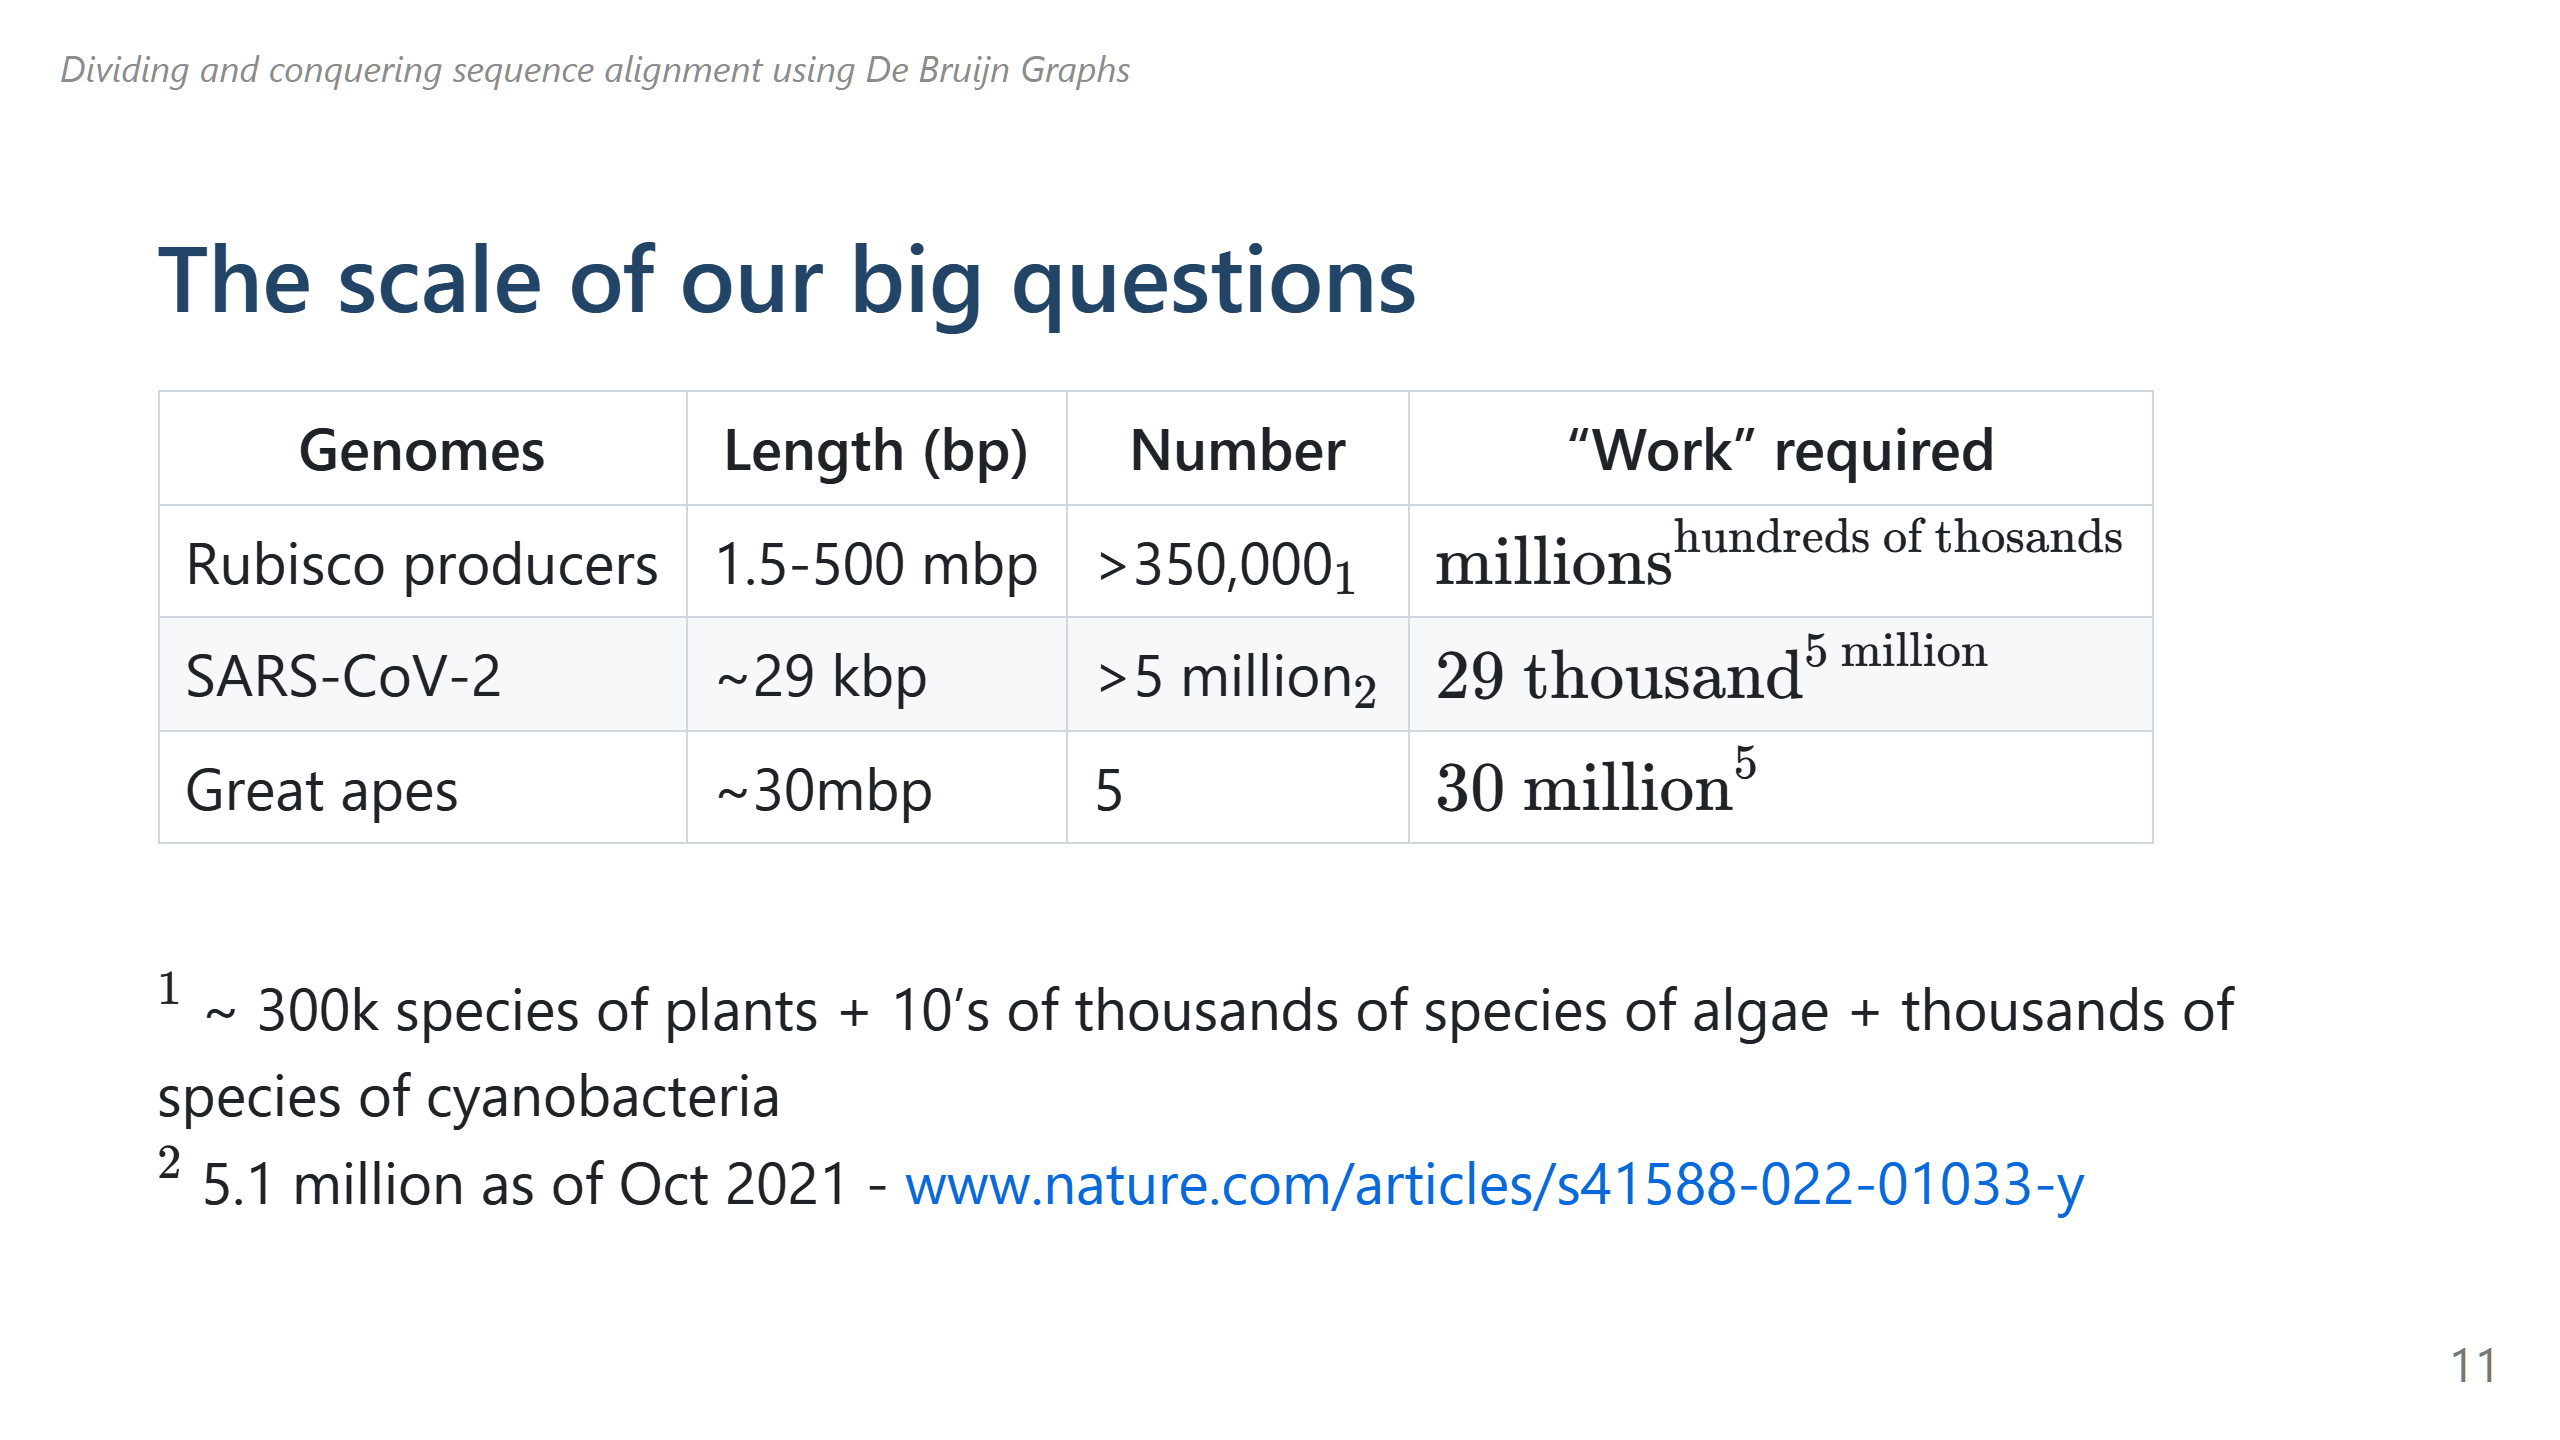 Dividing and conquering sequence alignment using De Bruijn Graphs
The scale of our big questions
Genomes Length (bp) Number “Work” required
Rubisco producers 1.5-500 mbp >350,000₁ millions^hundreds of thosands
SARS-CoV-2 ~29 kbp >5 million₂ 29 thousand^5 million
Great apes ~30mbp 5 30 million^5
¹ ~ 300k species of plants + 10’s of thousands of species of algae + thousands of
species of cyanobacteria
² 5.1 million as of Oct 2021 - www.nature.com/articles/s41588-022-01033-y
11